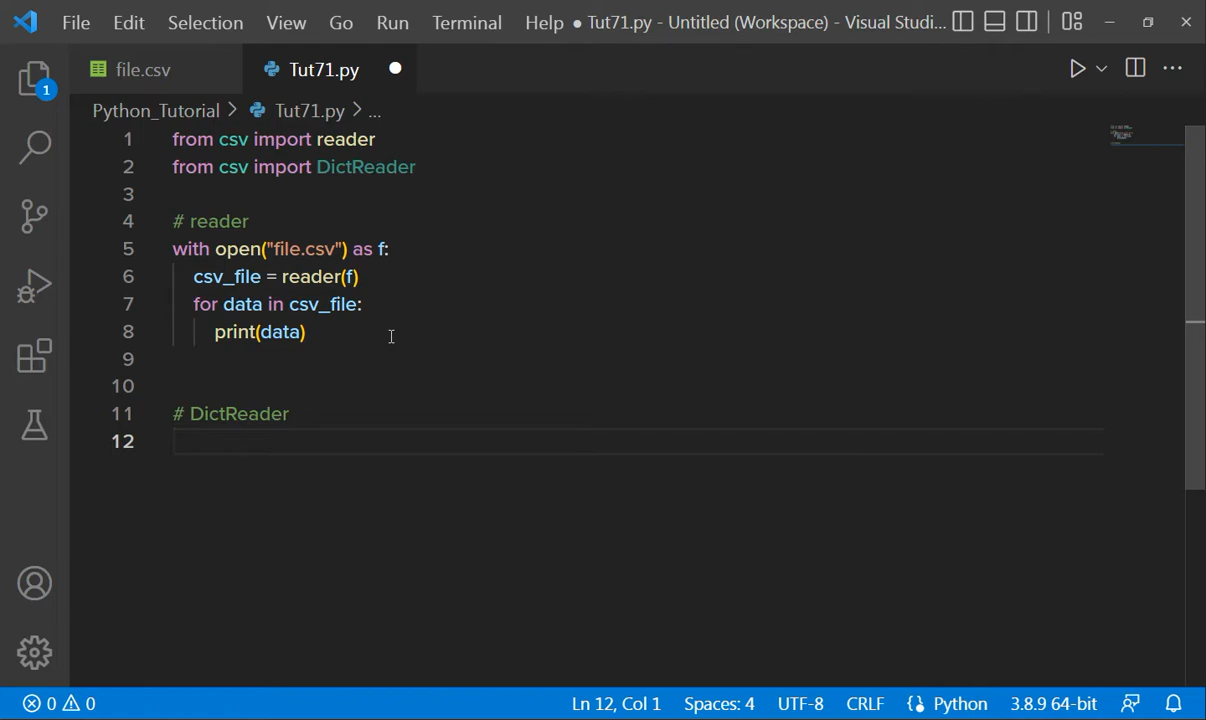 File Edit Selection View Go Run Terminal Help ● Tut71.py - Untitled (Workspace) - Visual Studi...
file.csv Tut71.py ●
1
Python_Tutorial > Tut71.py > ...
1 from csv import reader
2 from csv import DictReader
3
4 # reader
5 with open("file.csv") as f:
6 csv_file = reader(f)
7 for data in csv_file:
8 print(data)
9
10
11 # DictReader
12
0 0 Ln 12, Col 1 Spaces: 4 UTF-8 CRLF Python 3.8.9 64-bit